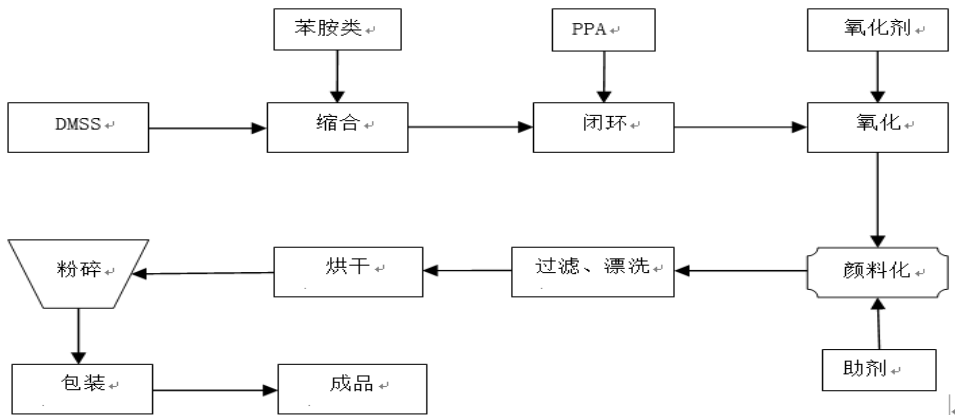 苯胺类
PPA
氧化剂
DMSS
缩合
闭环
氧化
粉碎
烘干
过滤、漂洗
颜料化
包装
成品
助剂